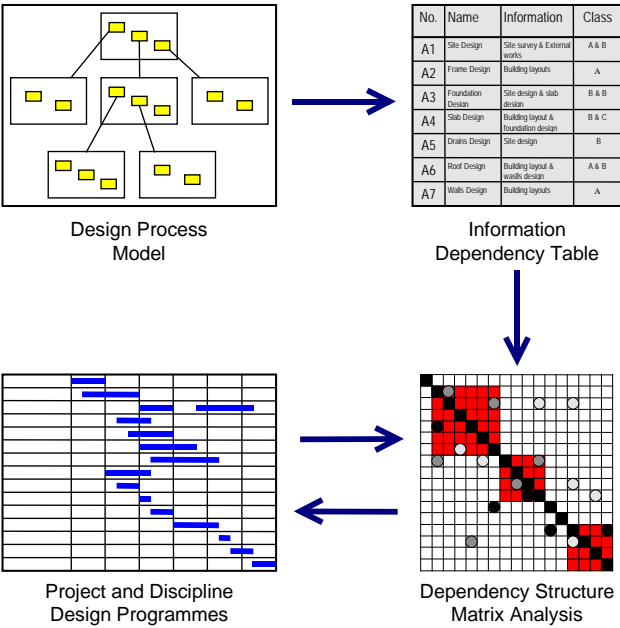 No. Name Information Class
A1 Site Design Site survey & External works A & B
A2 Frame Design Building layouts A
A3 Foundation Design Site design & slab design B & B
A4 Slab Design Building layout & foundation design B & C
A5 Drains Design Site design B
A6 Roof Design Building layout & waslls design A & B
A7 Walls Design Building layouts A
Design Process
Model
Information
Dependency Table
Project and Discipline
Design Programmes
Dependency Structure
Matrix Analysis